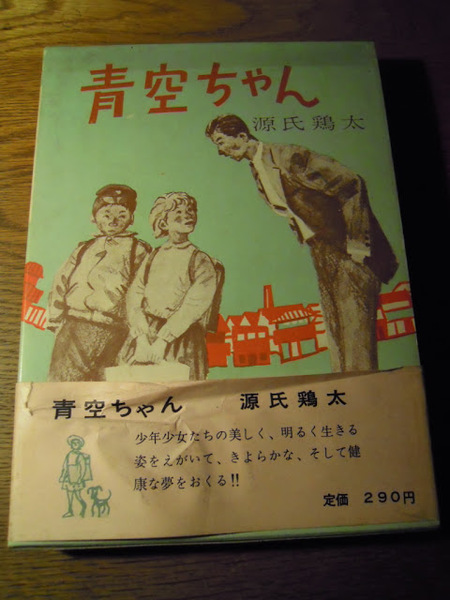 青空ちゃん
源氏鶏太
青空ちゃん　源氏鶏太
少年少女たちの美しく、明るく生きる
姿をえがいて、きよらかな、そして健
康な夢をおくる!!
定価　290円